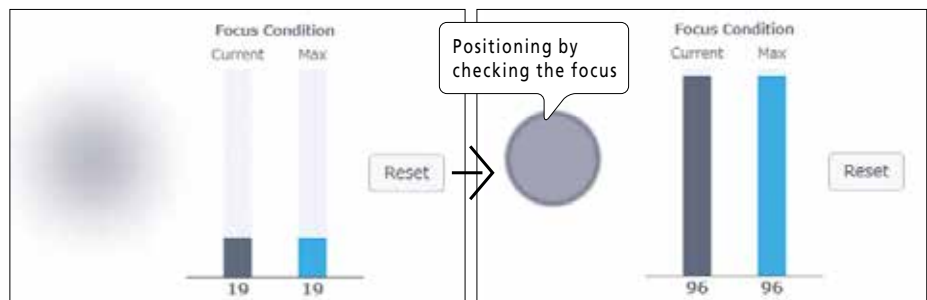 Focus Condition
Current Max
Reset
19 19
Positioning by
checking the focus
Focus Condition
Current Max
Reset
96 96